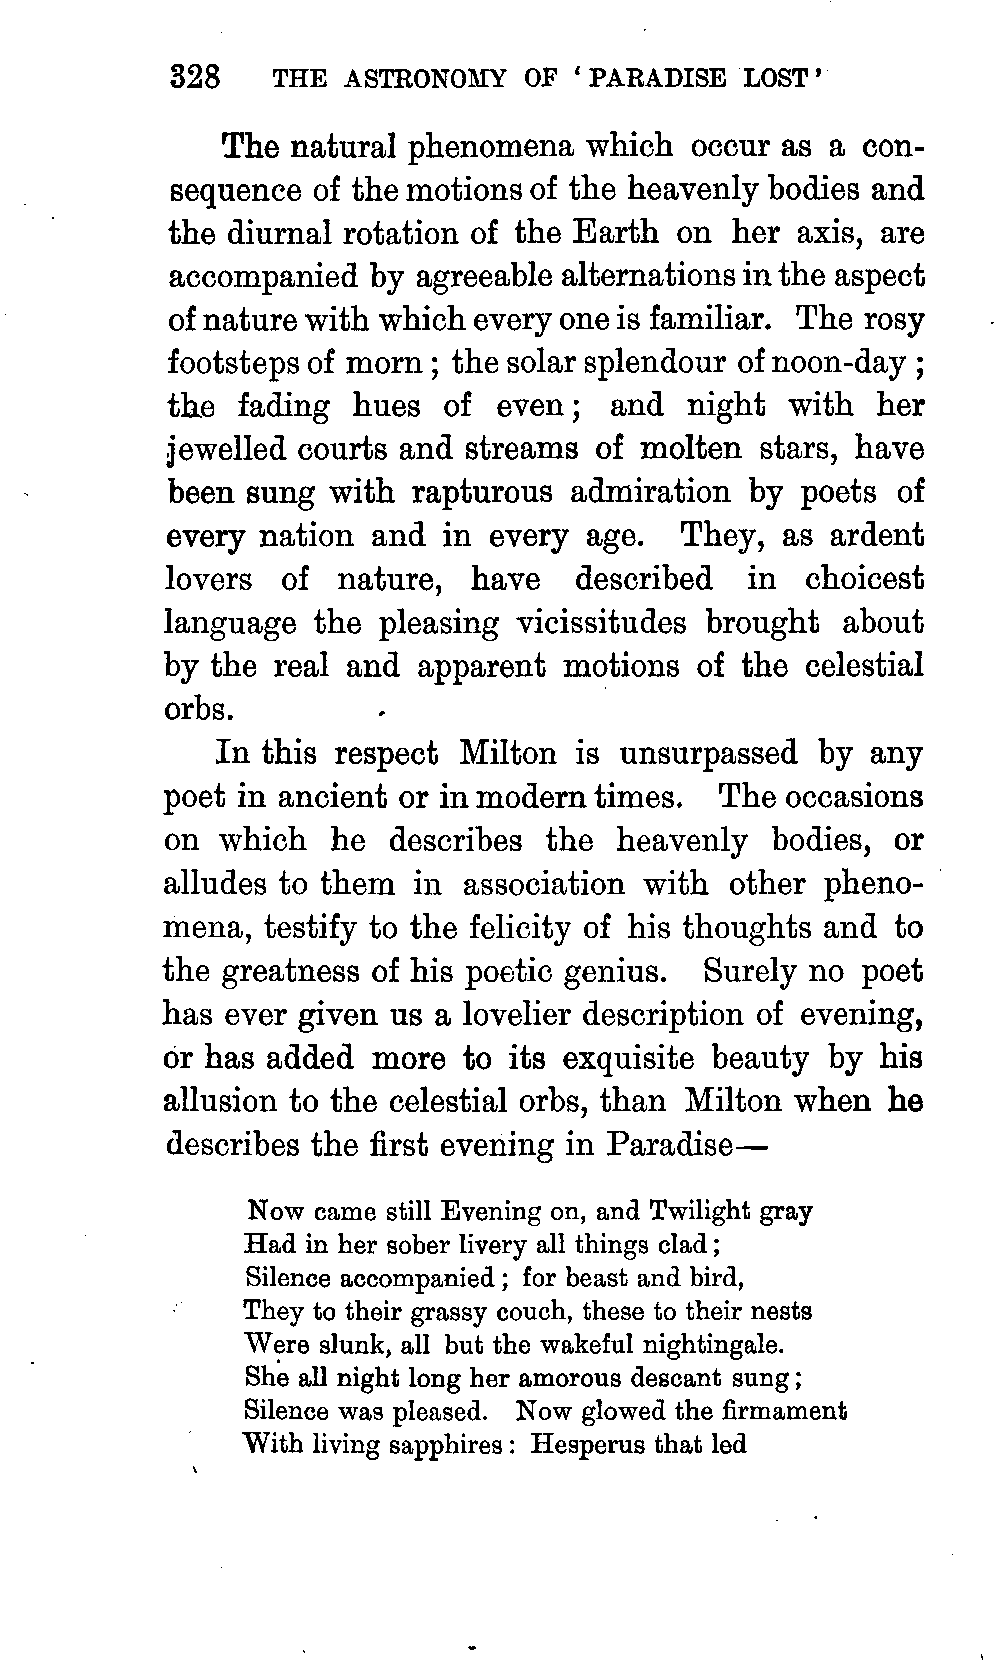 328 THE ASTRONOMY OF ‘PARADISE LOST’
The natural phenomena which occur as a con-
sequence of the motions of the heavenly bodies and
the diurnal rotation of the Earth on her axis, are
accompanied by agreeable alternations in the aspect
of nature with which every one is familiar. The rosy
footsteps of morn ; the solar splendour of noon-day ;
the fading hues of even ; and night with her
jewelled courts and streams of molten stars, have
been sung with rapturous admiration by poets of
every nation and in every age. They, as ardent
lovers of nature, have described in choicest
language the pleasing vicissitudes brought about
by the real and apparent motions of the celestial
orbs.
In this respect Milton is unsurpassed by any
poet in ancient or in modern times. The occasions
on which he describes the heavenly bodies, or
alludes to them in association with other pheno-
mena, testify to the felicity of his thoughts and to
the greatness of his poetic genius. Surely no poet
has ever given us a lovelier description of evening,
or has added more to its exquisite beauty by his
allusion to the celestial orbs, than Milton when he
describes the first evening in Paradise—
Now came still Evening on, and Twilight gray
Had in her sober livery all things clad ;
Silence accompanied ; for beast and bird,
They to their grassy couch, these to their nests
Were slunk, all but the wakeful nightingale.
She all night long her amorous descant sung ;
Silence was pleased. Now glowed the firmament
With living sapphires : Hesperus that led